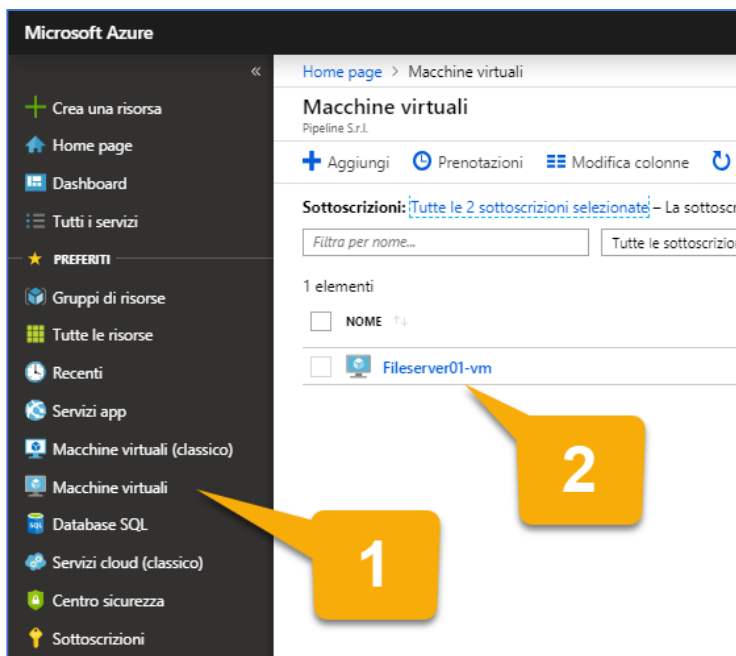 Microsoft Azure
«
Crea una risorsa
Home page
Dashboard
Tutti i servizi
PREFERITI
Gruppi di risorse
Tutte le risorse
Recenti
Servizi app
Macchine virtuali (classico)
Macchine virtuali
Database SQL
Servizi cloud (classico)
Centro sicurezza
Sottoscrizioni
Home page > Macchine virtuali
Macchine virtuali
Pipeline S.r.l.
Aggiungi Prenotazioni Modifica colonne
Sottoscrizioni: Tutte le 2 sottoscrizioni selezionate – La sottoscr
Filtra per nome... Tutte le sottoscrizion
1 elementi
NOME
Fileserver01-vm
1
2